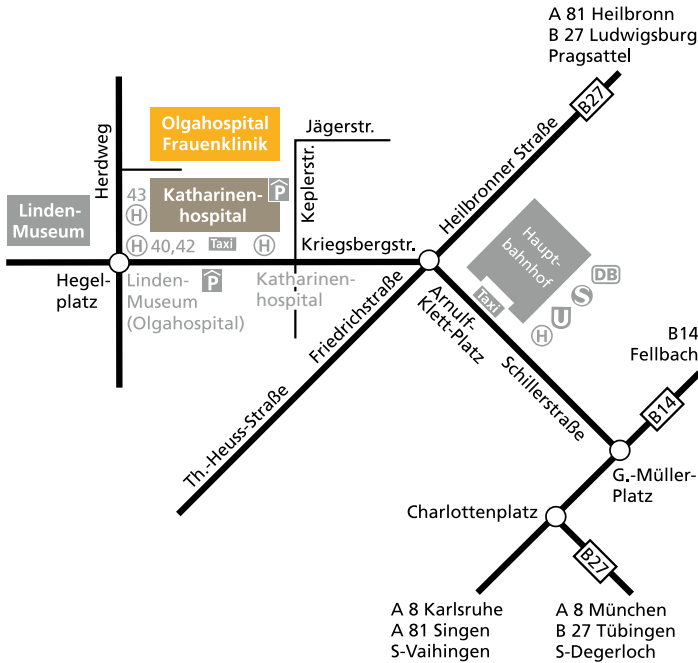 A 81 Heilbronn
B 27 Ludwigsburg
Pragsattel
B27
Heilbronner Straße
Olgahospital
Frauenklinik
Jägerstr.
Herdweg
Keplerstr.
43
H
Katharinen-
hospital
P
Linden-
Museum
H 40,42 Taxi H
Kriegsbergstr.
Haupt-
bahnhof
DB
S
U
H
Taxi
Hegel-
platz
Linden-
Museum
(Olgahospital)
P
Katharinen-
hospital
Friedrichstraße
Arnulf-
Klett-Platz
Schillerstraße
B14
Fellbach
B14
Th.-Heuss-Straße
G.-Müller-
Platz
Charlottenplatz
B27
A 8 Karlsruhe
A 81 Singen
S-Vaihingen
A 8 München
B 27 Tübingen
S-Degerloch